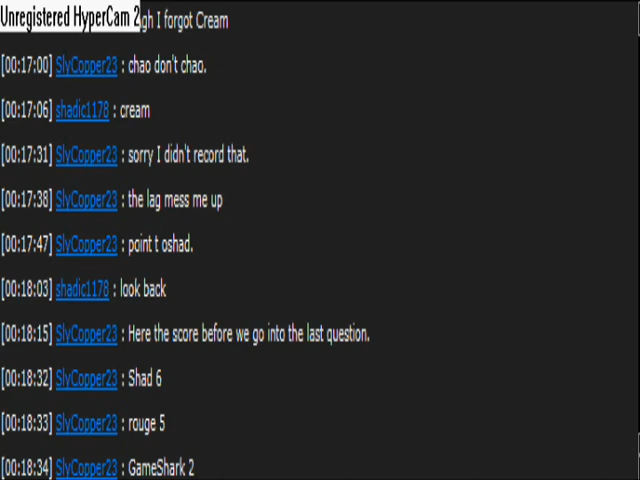 Unregistered HyperCam 2gh I forgot Cream
[00:17:00] SlyCopper23 : chao don't chao.
[00:17:06] shadic1178 : cream
[00:17:31] SlyCopper23 : sorry I didn't record that.
[00:17:38] SlyCopper23 : the lag mess me up
[00:17:47] SlyCopper23 : point t oshad.
[00:18:03] shadic1178 : look back
[00:18:15] SlyCopper23 : Here the score before we go into the last question.
[00:18:32] SlyCopper23 : Shad 6
[00:18:33] SlyCopper23 : rouge 5
[00:18:34] SlyCopper23 : GameShark 2